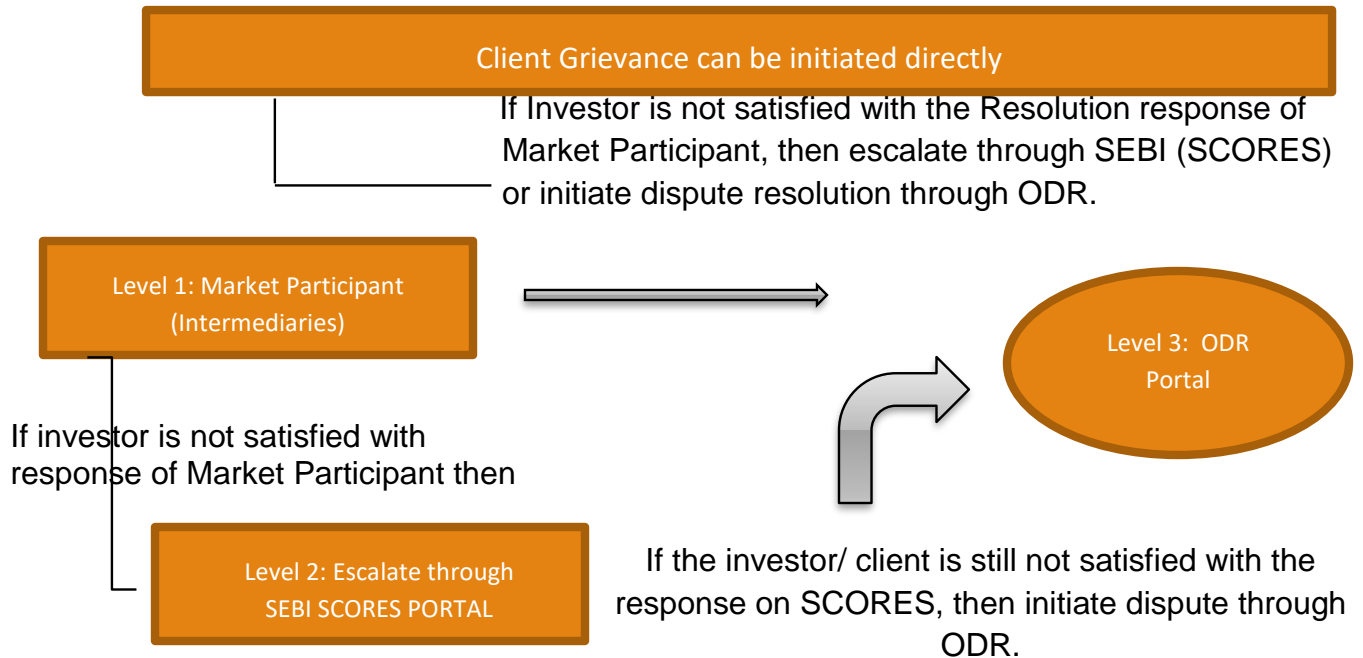 Client Grievance can be initiated directly
If Investor is not satisfied with the Resolution response of
Market Participant, then escalate through SEBI (SCORES)
or initiate dispute resolution through ODR.
Level 1: Market Participant
(Intermediaries)
Level 3: ODR
Portal
If investor is not satisfied with
response of Market Participant then
Level 2: Escalate through
SEBI SCORES PORTAL
If the investor/ client is still not satisfied with the
response on SCORES, then initiate dispute through
ODR.